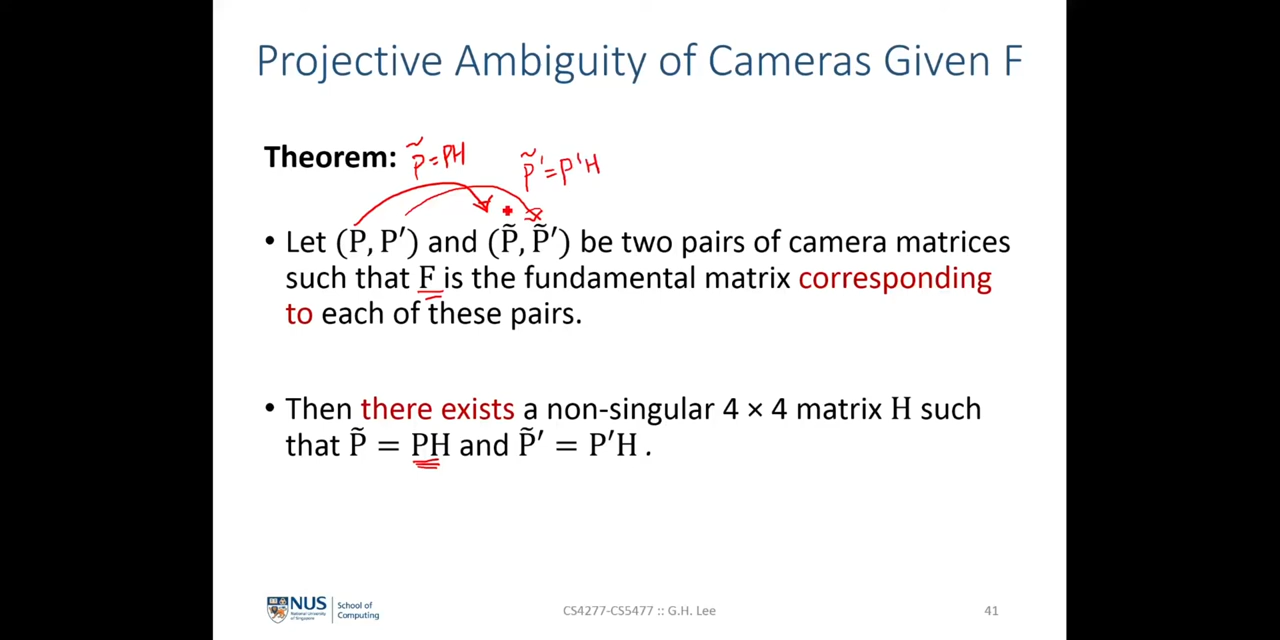 Projective Ambiguity of Cameras Given F
Theorem: P̃ = PH P̃' = P'H
• Let (P, P′) and (P̃, P̃′) be two pairs of camera matrices
such that F is the fundamental matrix corresponding
to each of these pairs.
• Then there exists a non-singular 4 × 4 matrix H such
that P̃ = PH and P̃′ = P′H .
NUS
National University
of Singapore
School of
Computing
CS4277-CS5477 :: G.H. Lee
41